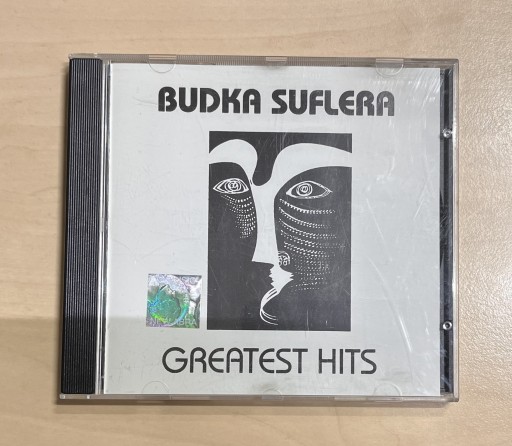 BUDKA SUFLERA
GREATEST HITS